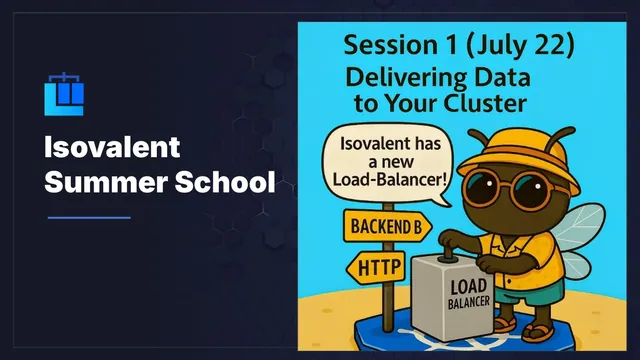 Isovalent
Summer School
Session 1 (July 22)
Delivering Data
to Your Cluster
Isovalent has
a new
Load-Balancer!
BACKEND B
HTTP
LOAD
BALANCER